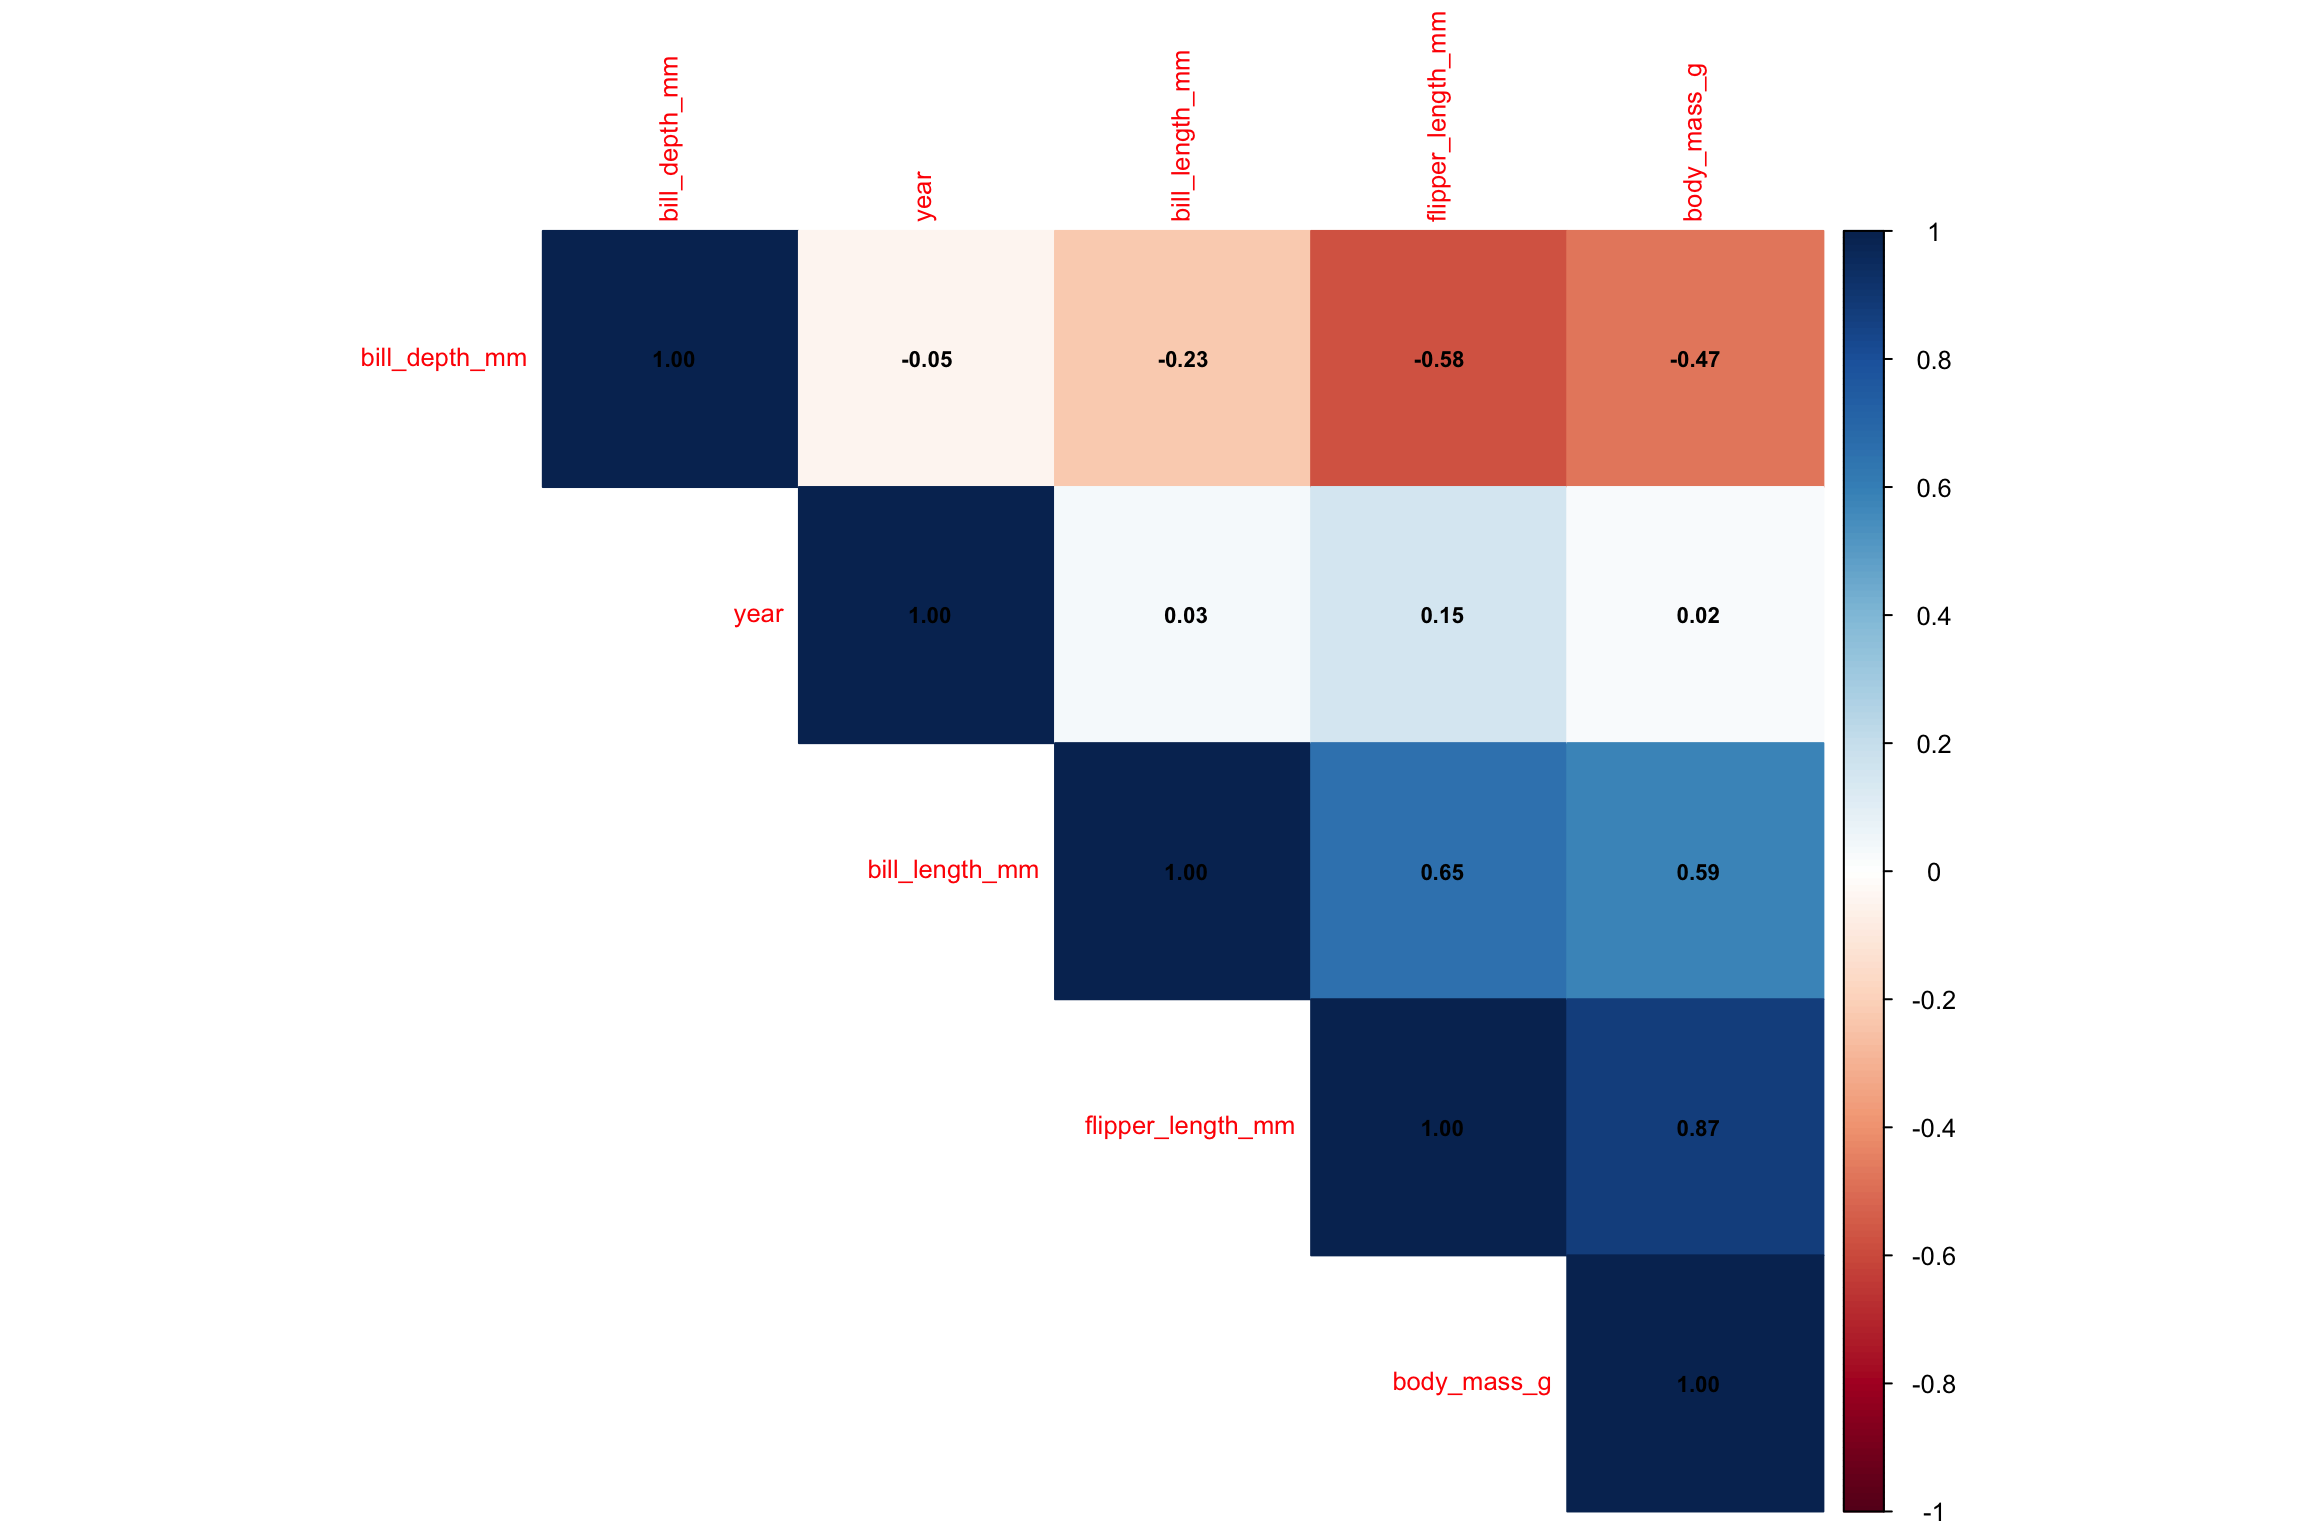 bill_depth_mm
year
bill_length_mm
flipper_length_mm
body_mass_g
bill_depth_mm 1.00 -0.05 -0.23 -0.58 -0.47
year 1.00 0.03 0.15 0.02
bill_length_mm 1.00 0.65 0.59
flipper_length_mm 1.00 0.87
body_mass_g 1.00
1
0.8
0.6
0.4
0.2
0
-0.2
-0.4
-0.6
-0.8
-1